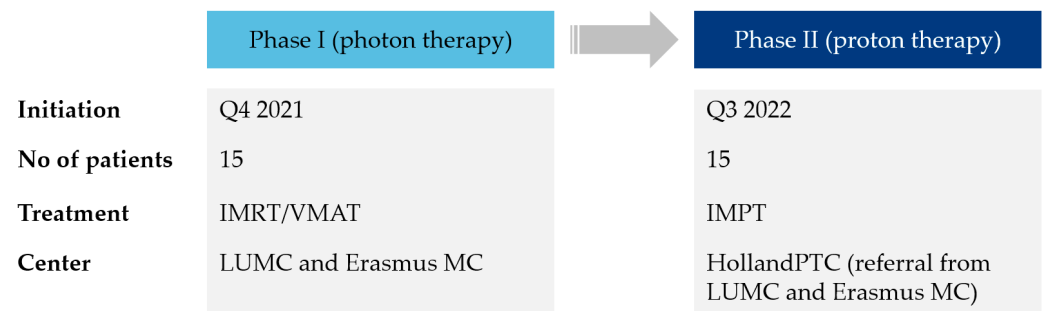 Phase I (photon therapy) Phase II (proton therapy)
Initiation Q4 2021 Q3 2022
No of patients 15 15
Treatment IMRT/VMAT IMPT
Center LUMC and Erasmus MC HollandPTC (referral from
LUMC and Erasmus MC)